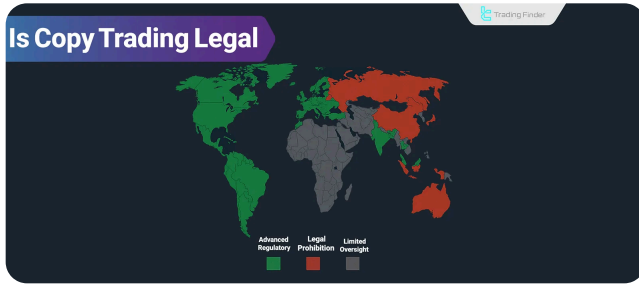 Is Copy Trading Legal
Trading Finder
Advanced
Regulatory
Legal
Prohibition
Limited
Oversight